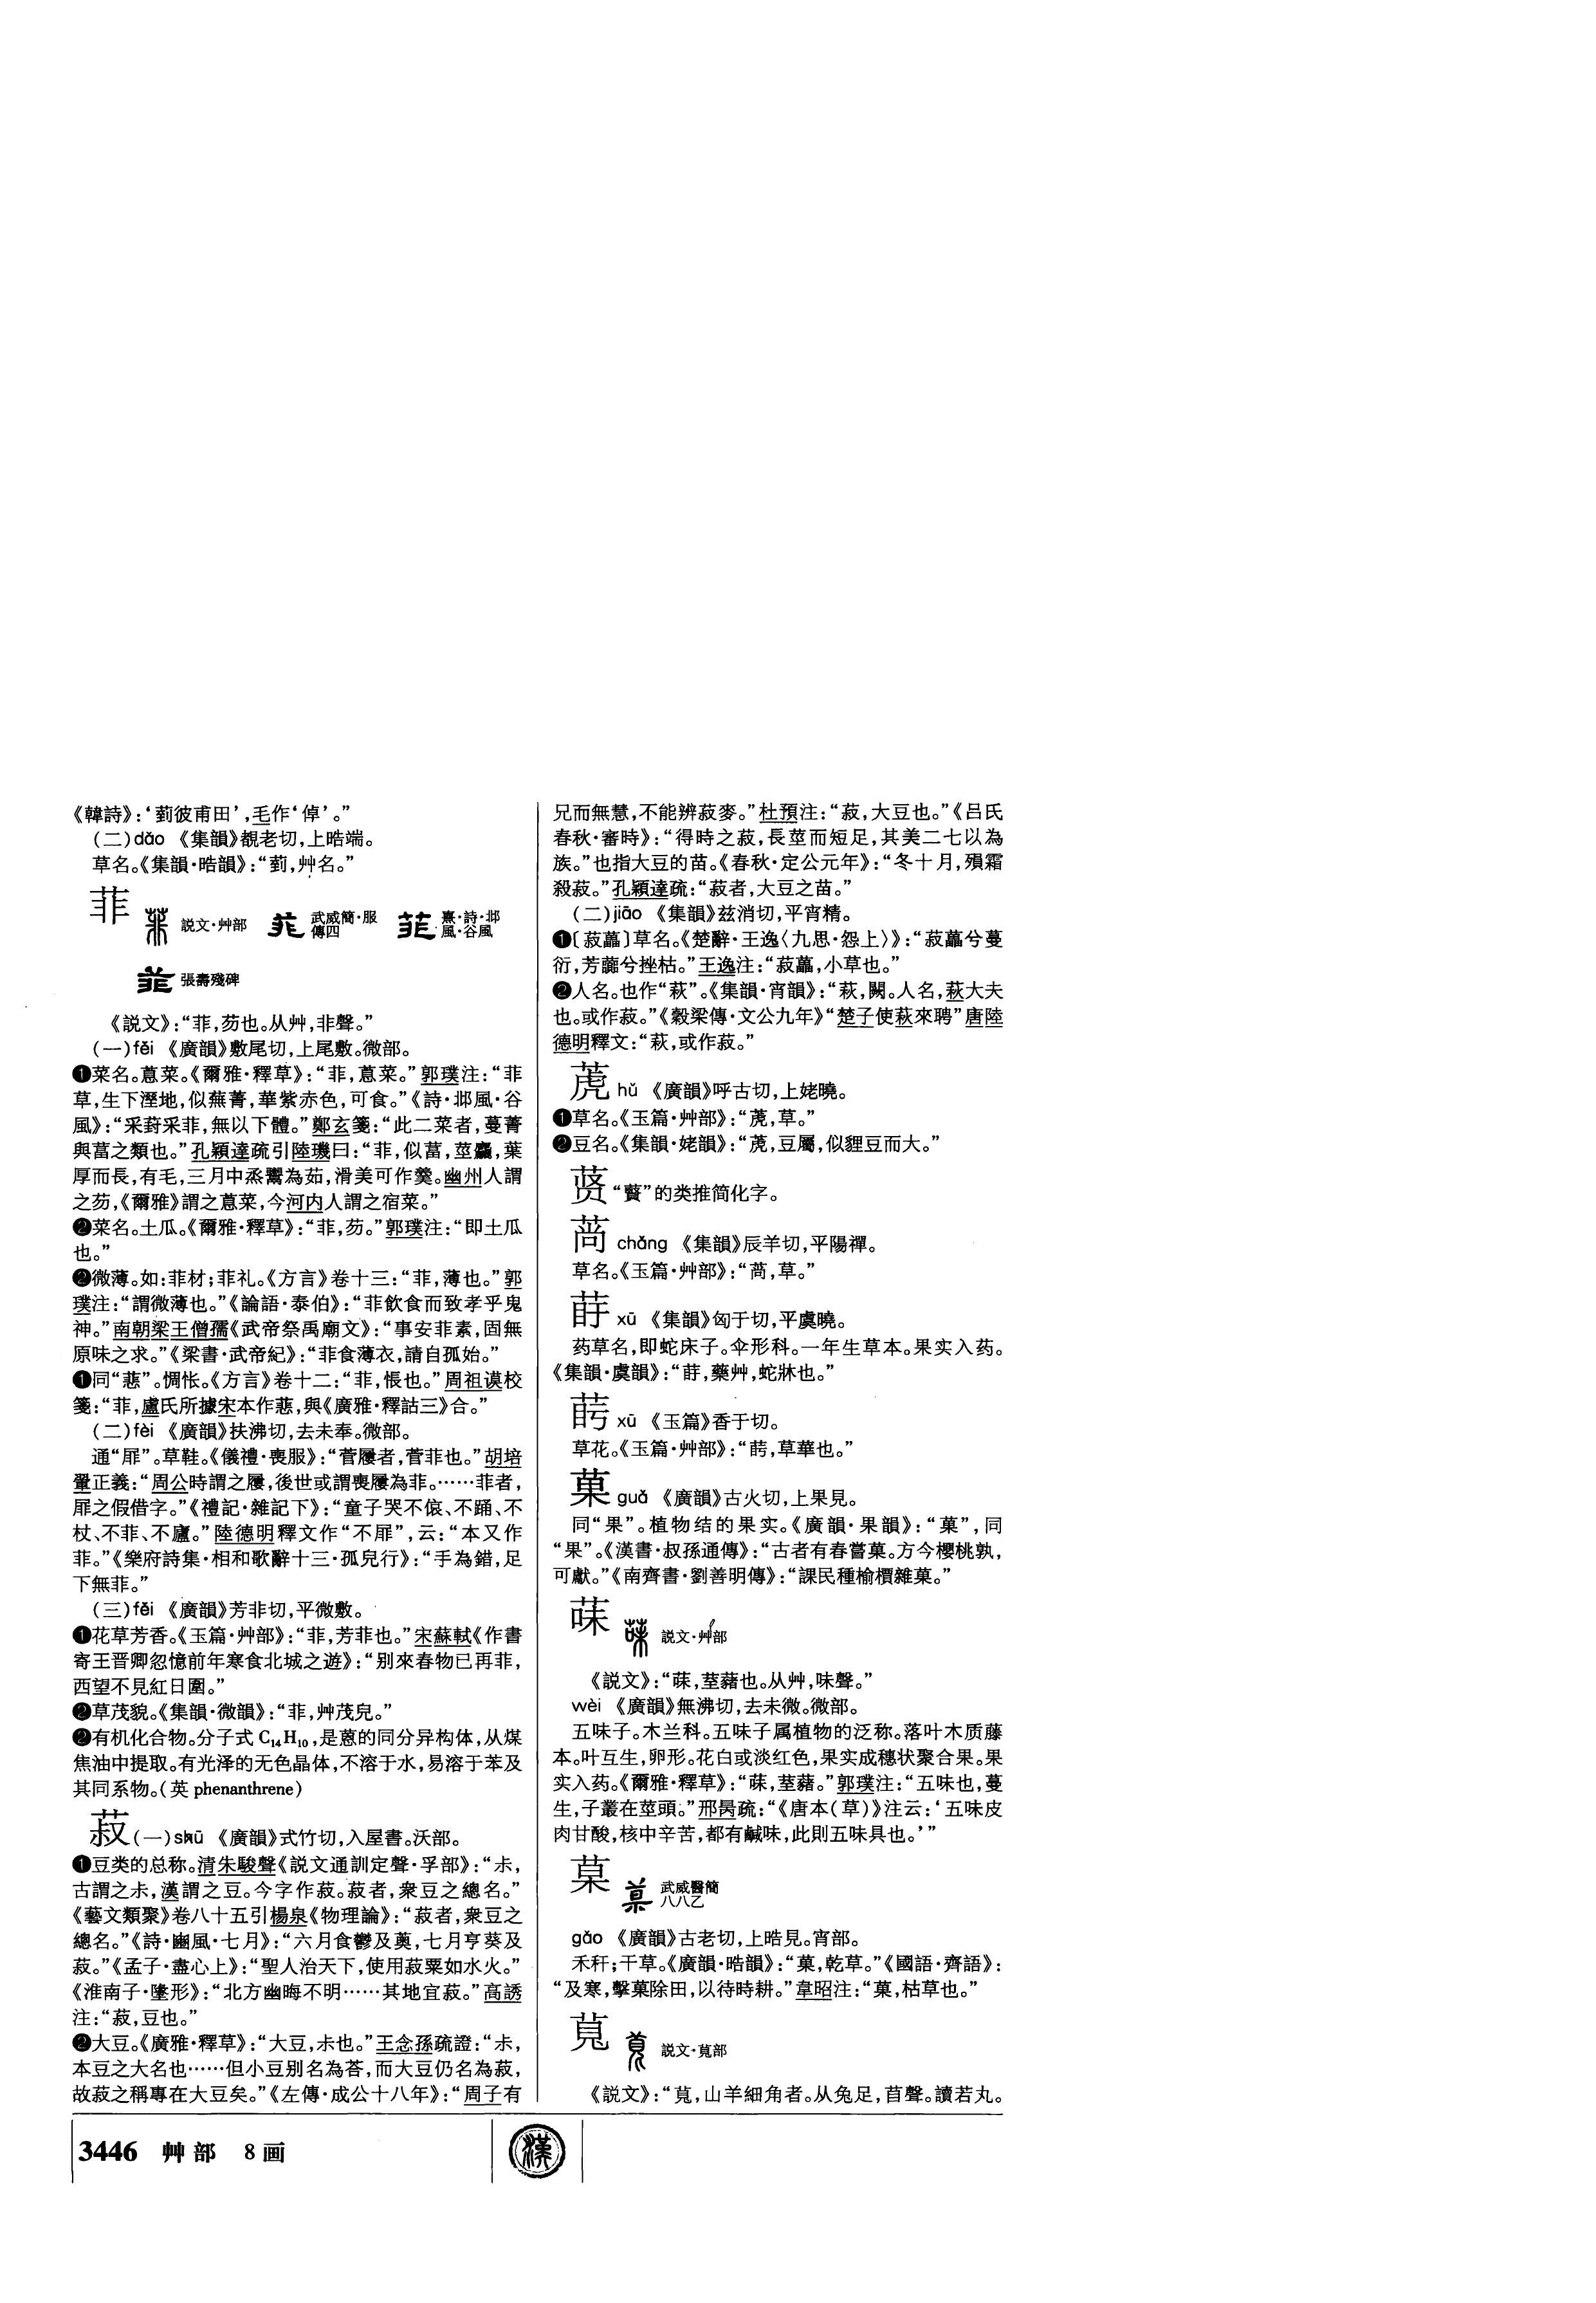 《韓詩》：‘菿彼甫田’，毛作‘倬’。”
(二)dǎo 《集韻》覩老切，上晧端。
草名。《集韻·晧韻》：“菿，艸名。”
菲
説文·艸部 武威簡·服傳四 熹·詩·邶風·谷風
張壽殘碑
《説文》：“菲，芴也。从艸，非聲。”
(一)fěi 《廣韻》敷尾切，上尾敷。微部。
❶菜名。蒠菜。《爾雅·釋草》：“菲，蒠菜。”郭璞注：“菲
草，生下溼地，似蕪菁，華紫赤色，可食。”《詩·邶風·谷
風》：“采葑采菲，無以下體。”鄭玄箋：“此二菜者，蔓菁
與葍之類也。”孔穎達疏引陸璣曰：“菲，似葍，莖麤，葉
厚而長，有毛，三月中烝鬻為茹，滑美可作羹。幽州人謂
之芴，《爾雅》謂之蒠菜，今河内人謂之宿菜。”
❷菜名。土瓜。《爾雅·釋草》：“菲，芴。”郭璞注：“即土瓜
也。”
❷微薄。如：菲材；菲礼。《方言》卷十三：“菲，薄也。”郭
璞注：“謂微薄也。”《論語·泰伯》：“菲飲食而致孝乎鬼
神。”南朝梁王僧孺《武帝祭禹廟文》：“事安菲素，固無
原味之求。”《梁書·武帝紀》：“菲食薄衣，請自孤始。”
❶同“悲”。惆怅。《方言》卷十二：“菲，悵也。”周祖谟校
箋：“菲，盧氏所據宋本作悲，與《廣雅·釋詁三》合。”
(二)fèi 《廣韻》扶沸切，去未奉。微部。
通“屝”。草鞋。《儀禮·喪服》：“菅屨者，菅菲也。”胡培
翬正義：“周公時謂之屨，後世或謂喪屨為菲。……菲者，
屝之假借字。”《禮記·雜記下》：“童子哭不偯、不踊、不
杖、不菲、不廬。”陸德明釋文作“不屝”，云：“本又作
菲。”《樂府詩集·相和歌辭十三·孤兒行》：“手為錯，足
下無菲。”
(三)fēi 《廣韻》芳非切，平微敷。
❶花草芳香。《玉篇·艸部》：“菲，芳菲也。”宋蘇軾《作書
寄王晋卿忽憶前年寒食北城之遊》：“别來春物已再菲，
西望不見紅日圍。”
❷草茂貌。《集韻·微韻》：“菲，艸茂皃。”
❷有机化合物。分子式 C₁₄H₁₀，是蒽的同分异构体，从煤
焦油中提取。有光泽的无色晶体，不溶于水，易溶于苯及
其同系物。(英 phenanthrene)
菽(一)shū 《廣韻》式竹切，入屋書。沃部。
❶豆类的总称。清朱駿聲《説文通訓定聲·孚部》：“尗，
古謂之尗，漢謂之豆。今字作菽。菽者，衆豆之總名。”
《藝文類聚》卷八十五引楊泉《物理論》：“菽者，衆豆之
總名。”《詩·豳風·七月》：“六月食鬱及薁，七月亨葵及
菽。”《孟子·盡心上》：“聖人治天下，使用菽粟如水火。”
《淮南子·墬形》：“北方幽晦不明……其地宜菽。”高誘
注：“菽，豆也。”
❷大豆。《廣雅·釋草》：“大豆，尗也。”王念孫疏證：“尗，
本豆之大名也……但小豆别名為荅，而大豆仍名為菽，
故菽之稱專在大豆矣。”《左傳·成公十八年》：“周子有
兄而無慧，不能辨菽麥。”杜預注：“菽，大豆也。”《吕氏
春秋·審時》：“得時之菽，長莖而短足，其美二七以為
族。”也指大豆的苗。《春秋·定公元年》：“冬十月，殞霜
殺菽。”孔穎達疏：“菽者，大豆之苗。”
(二)jiāo 《集韻》兹消切，平宵精。
❶〔菽藟〕草名。《楚辭·王逸〈九思·怨上〉》：“菽藟兮蔓
衍，芳虈兮挫枯。”王逸注：“菽藟，小草也。”
❷人名。也作“萩”。《集韻·宵韻》：“萩，闕。人名，萩大夫
也。或作菽。”《穀梁傳·文公九年》“楚子使萩來聘”唐陸
德明釋文：“萩，或作菽。”
萀 hǔ 《廣韻》呼古切，上姥曉。
❶草名。《玉篇·艸部》：“萀，草。”
❷豆名。《集韻·姥韻》：“萀，豆屬，似貍豆而大。”
䓖“藖”的类推简化字。
䓗 cháng 《集韻》辰羊切，平陽禪。
草名。《玉篇·艸部》：“䓗，草。”
䓒 xū 《集韻》匈于切，平虞曉。
药草名，即蛇床子。伞形科。一年生草本。果实入药。
《集韻·虞韻》：“䓒，藥艸，蛇牀也。”
xū 《玉篇》香于切。
草花。《玉篇·艸部》：“，草華也。”
菓 guǒ 《廣韻》古火切，上果見。
同“果”。植物结的果实。《廣韻·果韻》：“菓”，同
“果”。《漢書·叔孫通傳》：“古者有春嘗菓。方今櫻桃孰，
可獻。”《南齊書·劉善明傳》：“課民種榆檟雜菓。”
菋
説文·艸部
《説文》：“菋，荎藸也。从艸，味聲。”
wèi 《廣韻》無沸切，去未微。微部。
五味子。木兰科。五味子属植物的泛称。落叶木质藤
本。叶互生，卵形。花白或淡红色，果实成穗状聚合果。果
实入药。《爾雅·釋草》：“菋，荎藸。”郭璞注：“五味也，蔓
生，子叢在莖頭。”邢昺疏：“《唐本(草)》注云：‘五味皮
肉甘酸，核中辛苦，都有鹹味，此則五味具也。’”
菒
武威醫簡八八乙
gǎo 《廣韻》古老切，上晧見。宵部。
禾秆；干草。《廣韻·晧韻》：“菒，乾草。”《國語·齊語》：
“及寒，擊菒除田，以待時耕。”韋昭注：“菒，枯草也。”
萈
説文·萈部
《説文》：“萈，山羊細角者。从兔足，苜聲。讀若丸。
3446 艸部 8画
漢